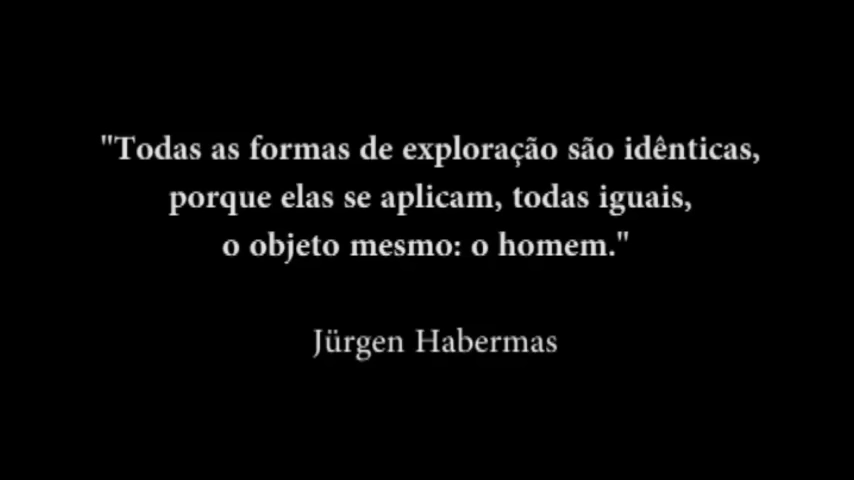 "Todas as formas de exploração são idênticas,
porque elas se aplicam, todas iguais,
o objeto mesmo: o homem."
Jürgen Habermas